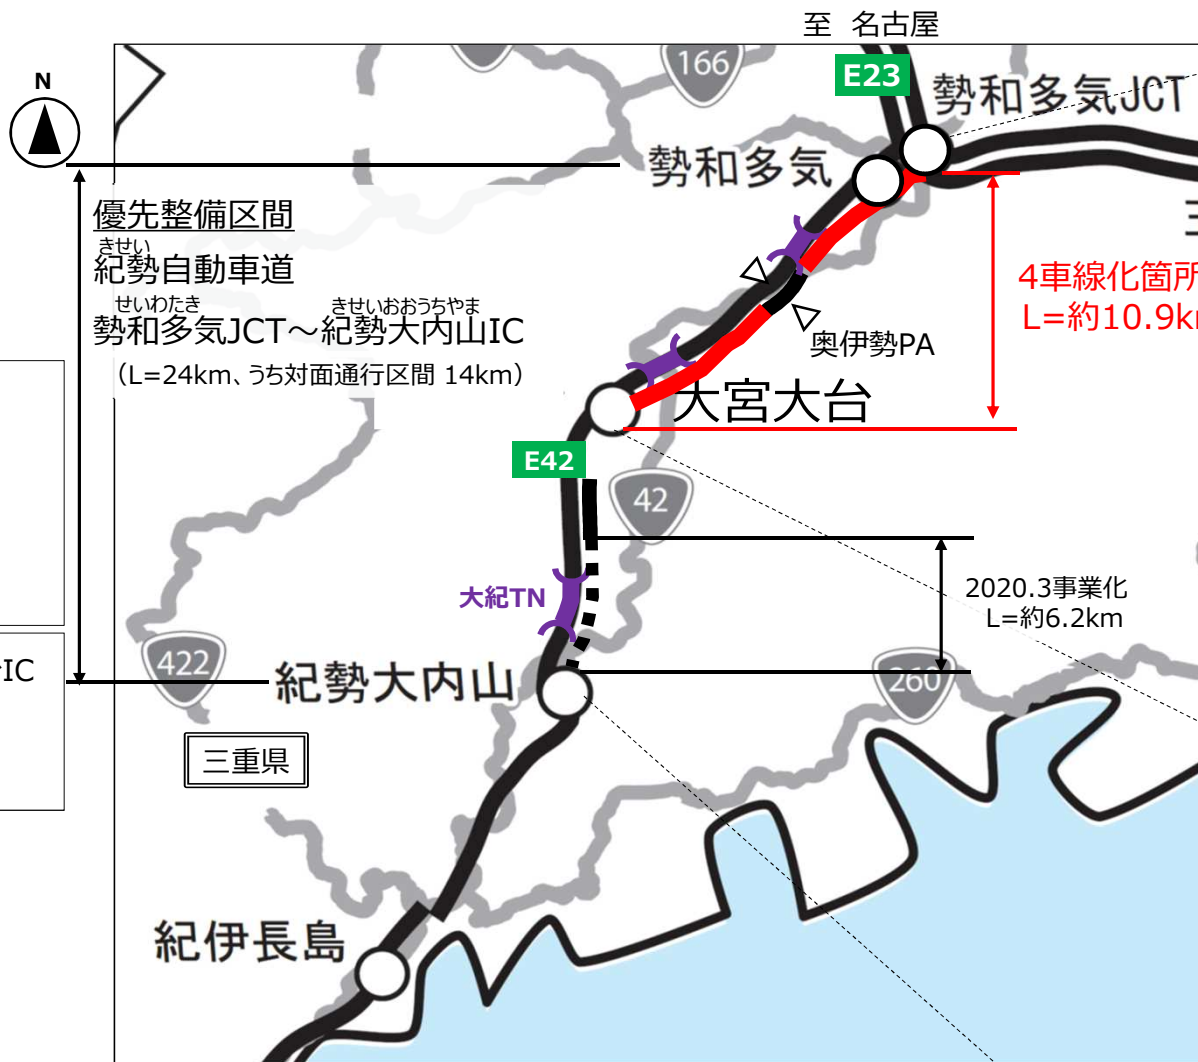 至 名古屋
166
E23
勢和多気JCT
N
勢和多気
優先整備区間
きせい
紀勢自動車道
せいわたき きせいおおうちやま
勢和多気JCT～紀勢大内山IC
（L=24km、うち対面通行区間 14km）
4車線化箇所
L=約10.9km
奥伊勢PA
大宮大台
E42
42
大紀TN
2020.3事業化
L=約6.2km
IC
422
紀勢大内山
260
三重県
紀伊長島